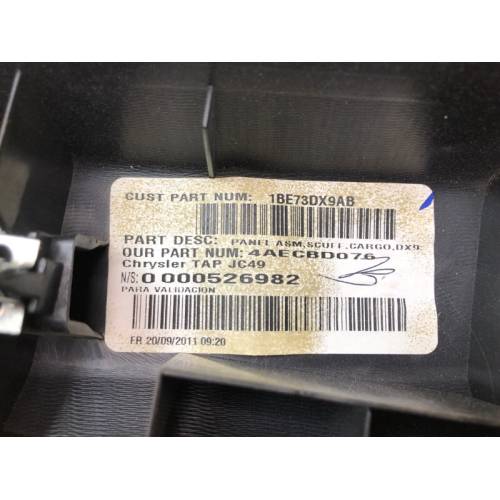 CUST PART NUM: 1BE73DX9AB
PART DESC: PANEL ASM,SCUFF,CARGO,DX9
OUR PART NUM: 4AECBD076
Chrysler TAP JC49
N/S: 0 000526982
PARA VALIDACION
FR 20/09/2011 09:20